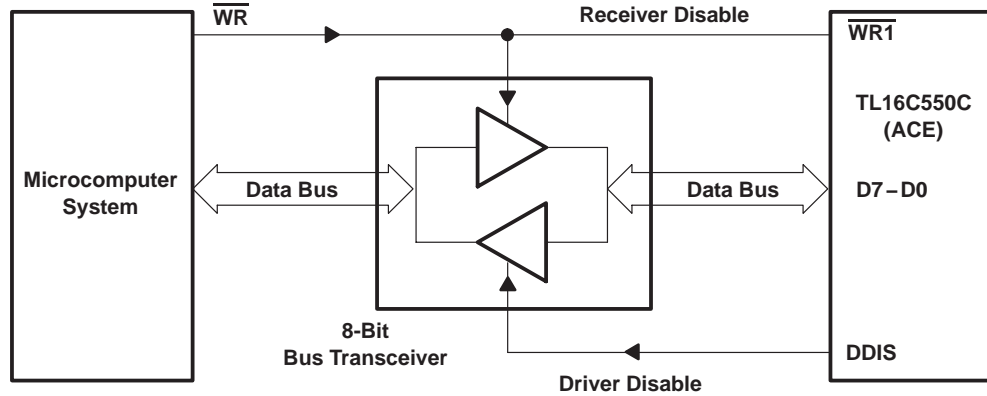 WR
Receiver Disable
WR1
TL16C550C
(ACE)
Microcomputer
System
Data Bus
Data Bus
D7–D0
8-Bit
Bus Transceiver
DDIS
Driver Disable